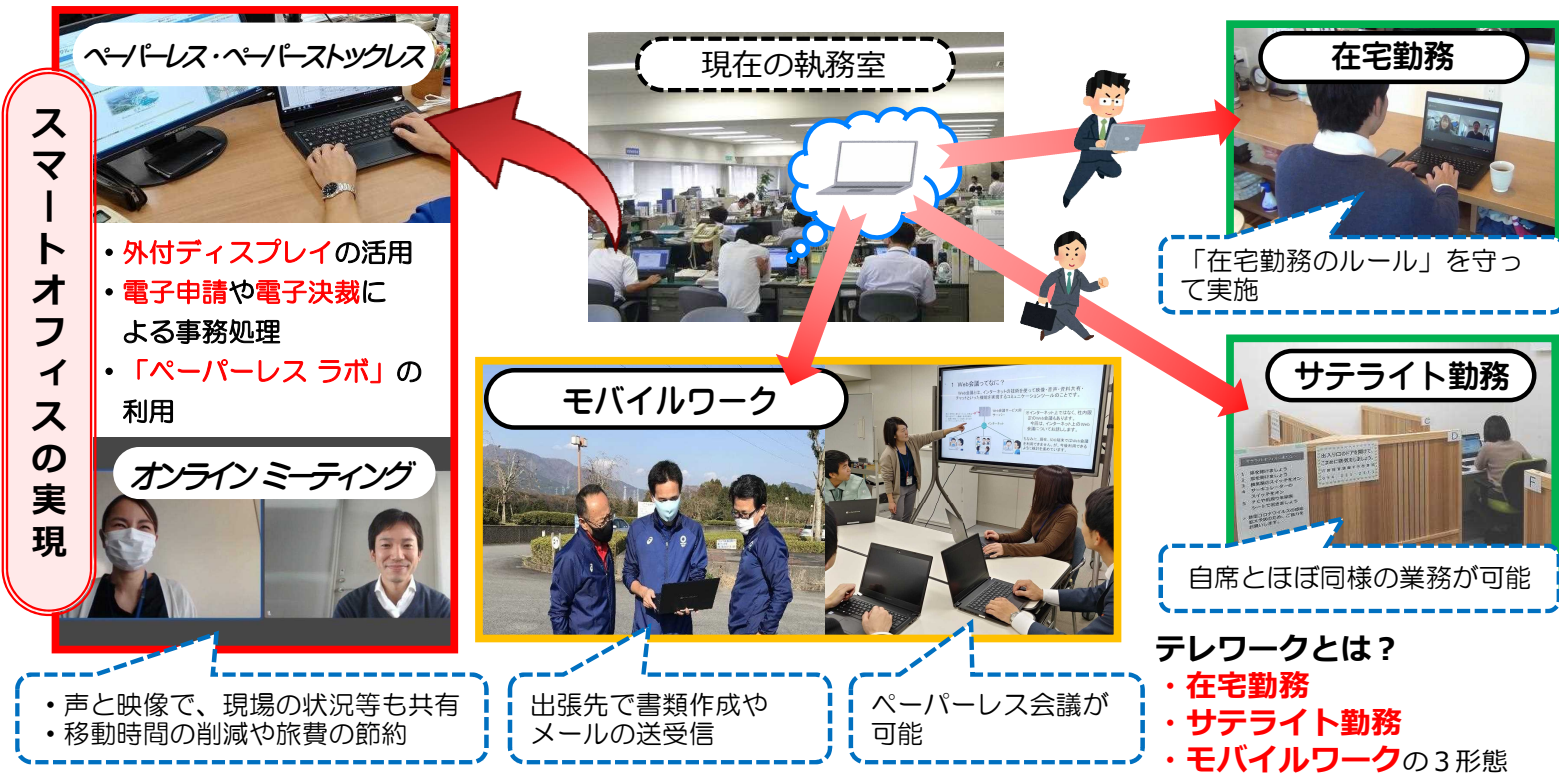 スマートオフィスの実現
ペーパーレス・ペーパーストックレス
・外付ディスプレイの活用
・電子申請や電子決裁に
よる事務処理
・「ペーパーレス ラボ」の
利用
オンライン ミーティング
・声と映像で、現場の状況等も共有
・移動時間の削減や旅費の節約
現在の執務室
モバイルワーク
1 Web会議ってなに？
出張先で書類作成や
メールの送受信
ペーパーレス会議が
可能
在宅勤務
「在宅勤務のルール」を守っ
て実施
サテライト勤務
C
D
F
自席とほぼ同様の業務が可能
テレワークとは？
・在宅勤務
・サテライト勤務
・モバイルワークの３形態